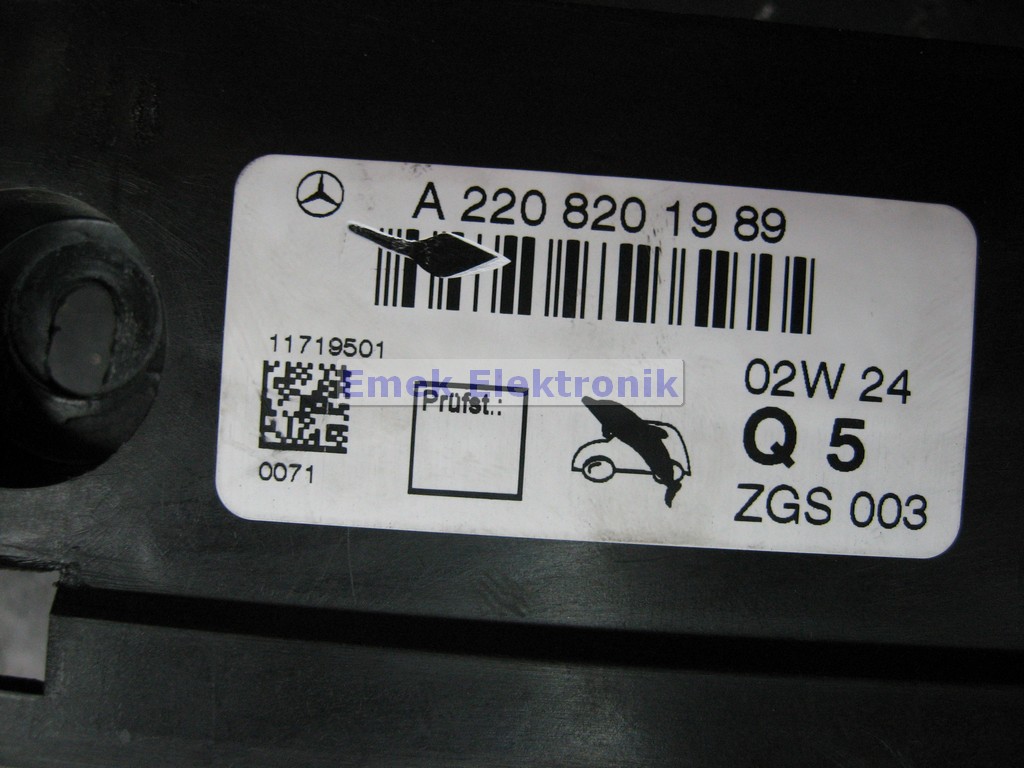 A 220 820 19 89
11719501
Emek Elektronik
Prüfst.:
0071
02W 24
Q 5
ZGS 003